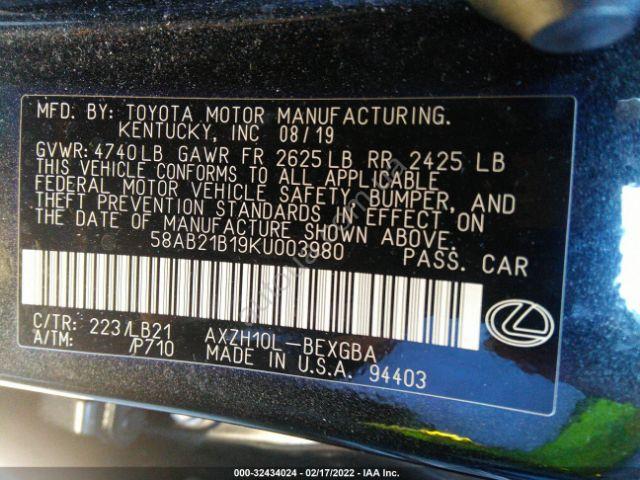 MFD. BY: TOYOTA MOTOR MANUFACTURING.
KENTUCKY, INC 08/19
GVWR: 4740LB GAWR FR 2625LB RR 2425 LB
THIS VEHICLE CONFORMS TO ALL APPLICABLE
FEDERAL MOTOR VEHICLE SAFETY, BUMPER, AND
THEFT PREVENTION STANDARDS IN EFFECT ON
THE DATE OF MANUFACTURE SHOWN ABOVE.
58AB21B19KU003980 PASS. CAR
C/TR: 223/LB21 AXZH10L-BEXGBA
A/TM: /P710 MADE IN U.S.A. 94403
000-32434024 - 02/17/2022 - IAA Inc.